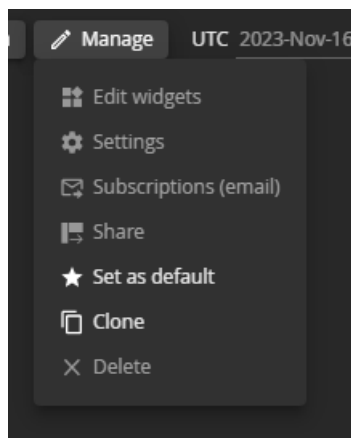 Manage UTC 2023-Nov-16
Edit widgets
Settings
Subscriptions (email)
Share
Set as default
Clone
Delete